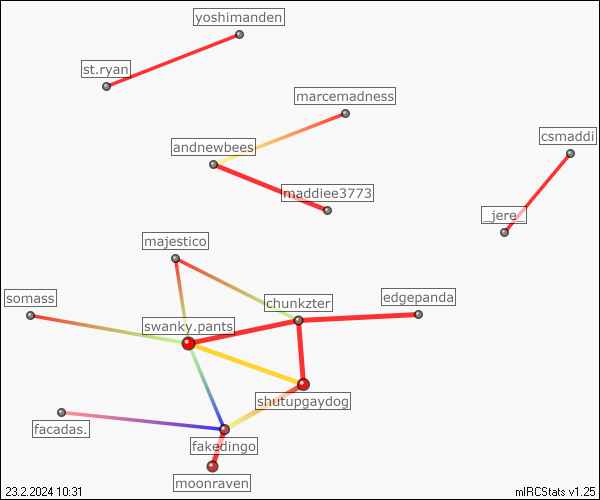 yoshimanden
st.ryan
marcemadness
csmaddi
andnewbees
maddiee3773
_jere_
majestico
somass
chunkzter
edgepanda
swanky.pants
shutupgaydog
facadas.
fakedingo
moonraven
23.2.2024 10:31
mIRCStats v1.25